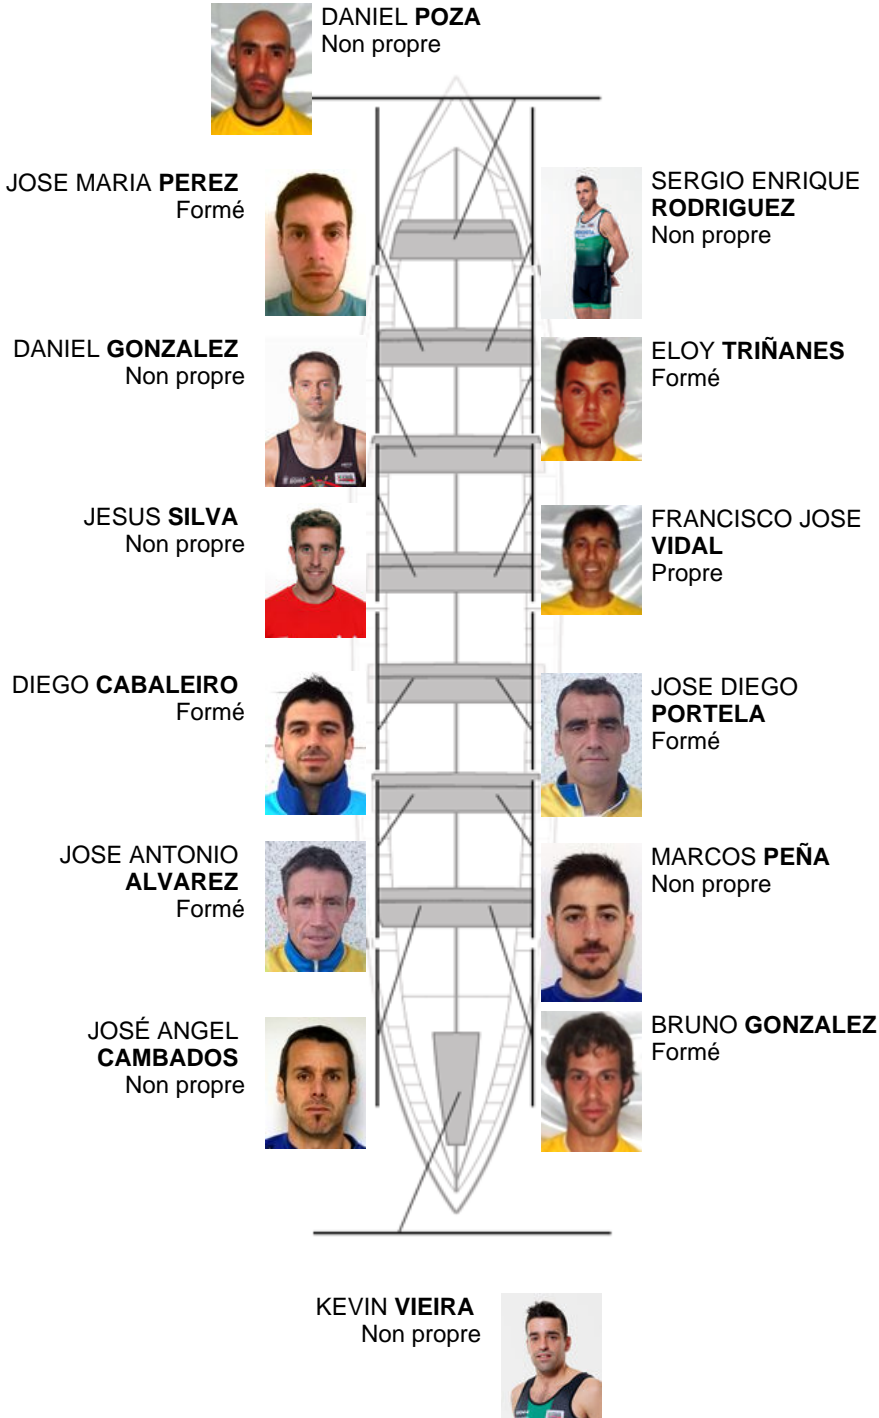 DANIEL POZA
Non propre
JOSE MARIA PEREZ
Formé
SERGIO ENRIQUE
RODRIGUEZ
Non propre
DANIEL GONZALEZ
Non propre
ELOY TRIÑANES
Formé
JESUS SILVA
Non propre
FRANCISCO JOSE
VIDAL
Propre
DIEGO CABALEIRO
Formé
JOSE DIEGO
PORTELA
Formé
JOSE ANTONIO
ALVAREZ
Formé
MARCOS PEÑA
Non propre
JOSÉ ANGEL
CAMBADOS
Non propre
BRUNO GONZALEZ
Formé
KEVIN VIEIRA
Non propre